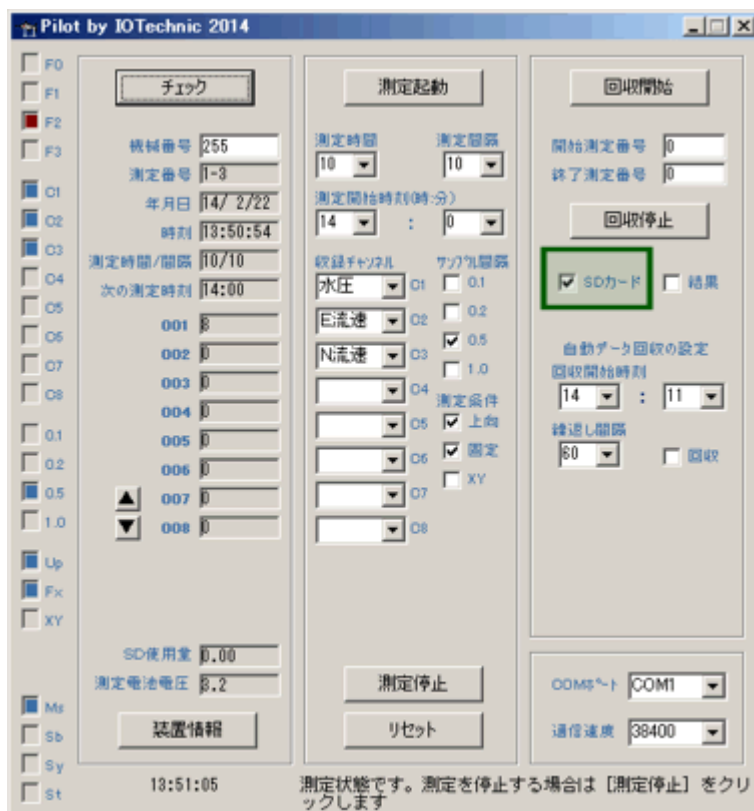 Pilot by IOTechnic 2014
F0
F1
F2
F3
C1
C2
C3
C4
C5
C6
C7
C8
0.1
0.2
0.5
1.0
Up
Fx
XY
Ms
Sb
Sy
St
チェック
機械番号 255
測定番号 1-3
年月日 14/ 2/22
時刻 13:50:54
測定時間/間隔 10/10
次の測定時刻 14:00
001 8
002 0
003 0
004 0
005 0
006 0
▲ 007 0
▼ 008 0
SD使用量 0.00
測定電池電圧 3.2
装置情報
13:51:05
測定起動
測定時間 測定間隔
10 10
測定開始時刻(時:分)
14 : 0
収録チャンネル サンプル間隔
水圧 C1 0.1
E流速 C2 0.2
N流速 C3 0.5
1.0
C4 測定条件
C5 上向
C6 固定
C7 XY
C8
測定停止
リセット
回収開始
開始測定番号 0
終了測定番号 0
回収停止
SDカード 結果
自動データ回収の設定
回収開始時刻
14 : 11
繰返し間隔
60 回収
COMポート COM1
通信速度 38400
測定状態です。測定を停止する場合は［測定停止］をクリ
ックします